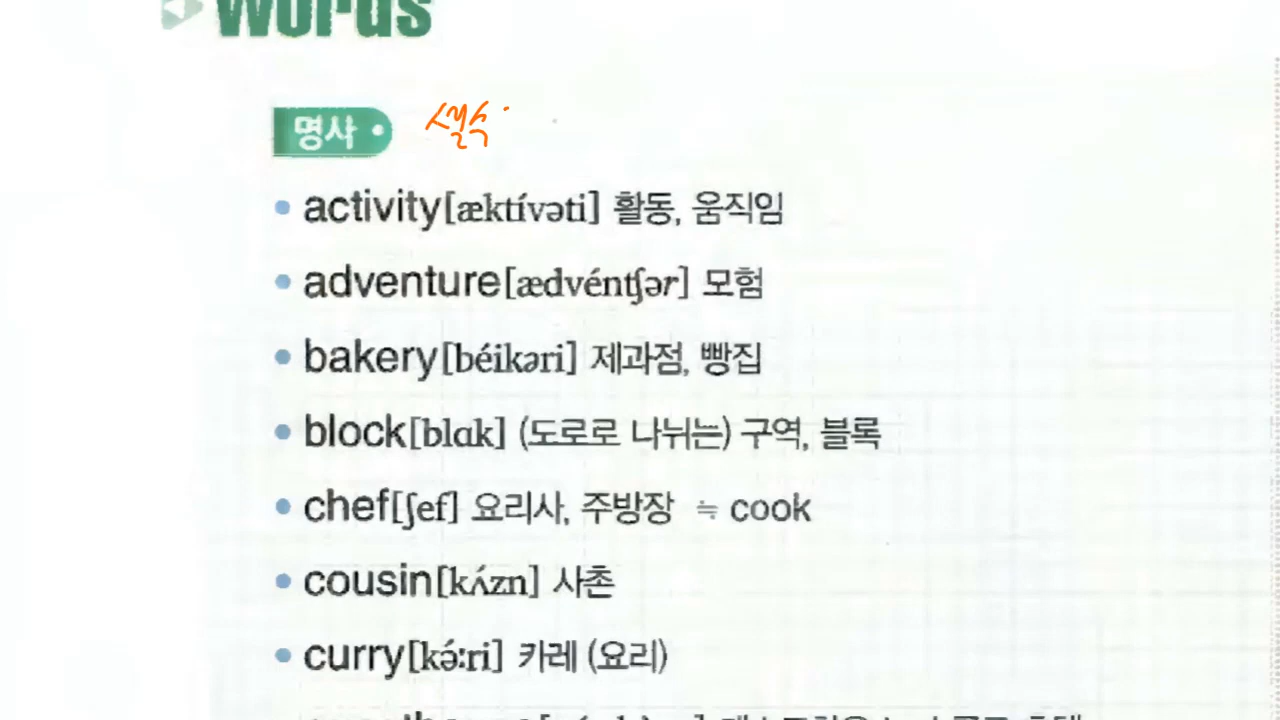 Words
명사
activity[æktívəti] 활동, 움직임
adventure[ædvéntʃər] 모험
bakery[béikəri] 제과점, 빵집
block[blɑk] (도로로 나뉘는) 구역, 블록
chef[ʃef] 요리사, 주방장 ≒ cook
cousin[kʌ́zn] 사촌
curry[kə́ːri] 카레 (요리)